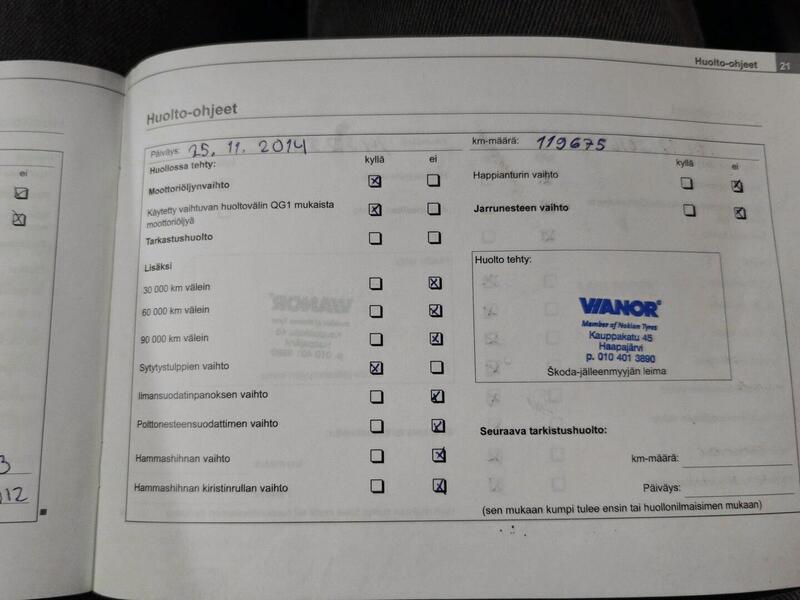 Huolto-ohjeet 21
Huolto-ohjeet
Päiväys: 25. 11. 2014
Huollossa tehty: kyllä ei
Moottoriöljynvaihto
Käytetty vaihtuvan huoltovälin QG1 mukaista
moottoriöljyä
Tarkastushuolto
Lisäksi
30 000 km välein
60 000 km välein
90 000 km välein
Sytytystulppien vaihto
Ilmansuodatinpanoksen vaihto
Polttonesteensuodattimen vaihto
Hammashihnan vaihto
Hammashihnan kiristinrullan vaihto
km-määrä: 119675
kyllä ei
Happianturin vaihto
Jarrunesteen vaihto
Huolto tehty:
VIANOR
Member of Nokian Tyres
Kauppakatu 45
Haapajärvi
p. 010 401 3890
Škoda-jälleenmyyjän leima
Seuraava tarkistushuolto:
km-määrä:
Päiväys:
(sen mukaan kumpi tulee ensin tai huollonilmaisimen mukaan)
ei
3
012